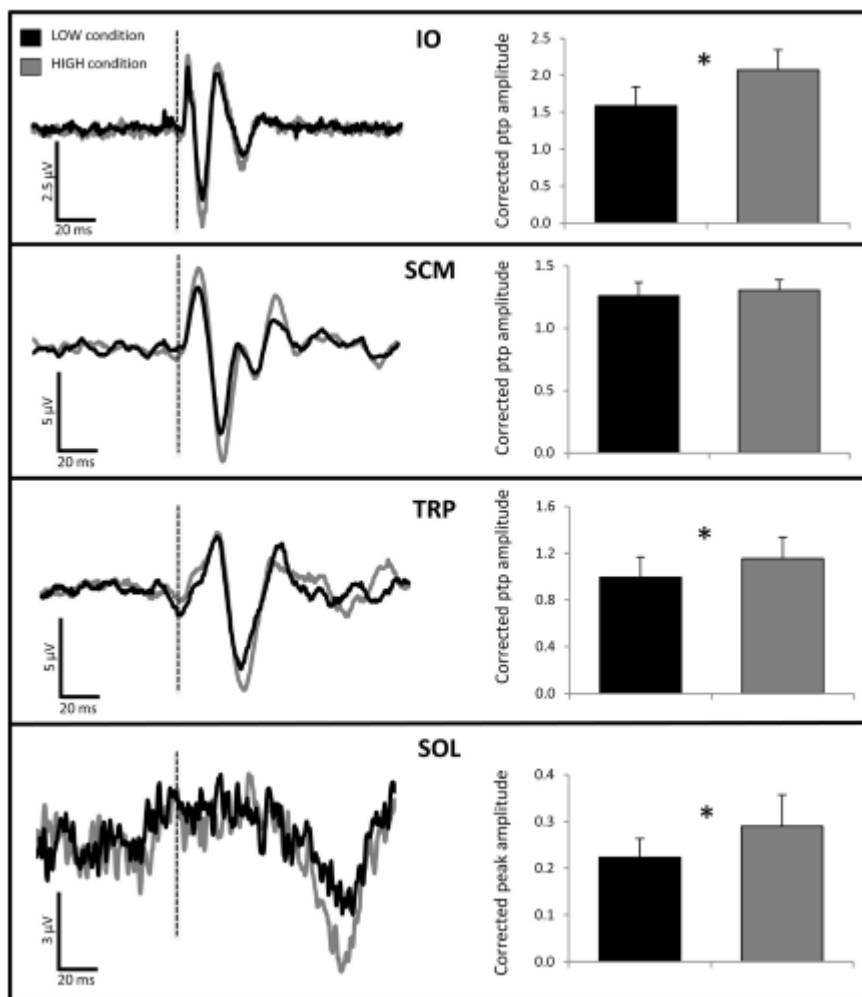 LOW condition
HIGH condition
IO
2.5 µV
20 ms
Corrected ptp amplitude
2.5
2.0
1.5
1.0
0.5
0.0
*
SCM
5 µV
20 ms
Corrected ptp amplitude
1.5
1.0
0.5
0.0
TRP
5 µV
20 ms
Corrected ptp amplitude
1.6
1.2
0.8
0.4
0.0
*
SOL
3 µV
20 ms
Corrected peak amplitude
0.4
0.3
0.2
0.1
0.0
*